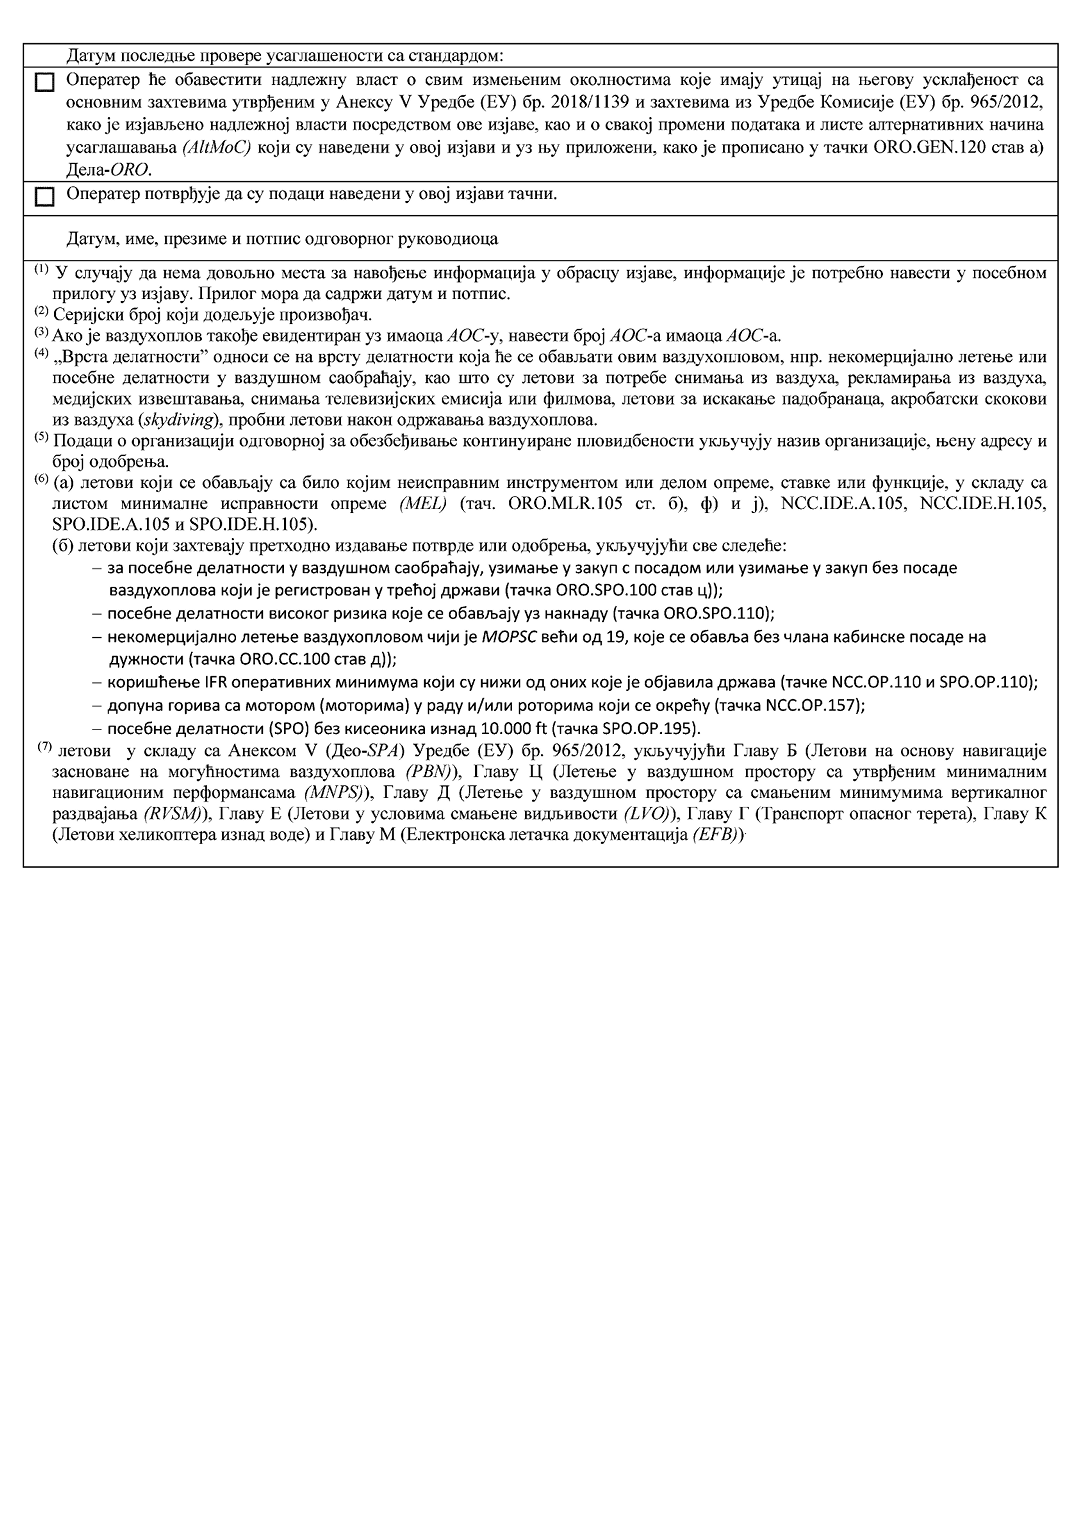 Датум последње провере усаглашености са стандардом:
Оператер ће обавестити надлежну власт о свим измењеним околностима које имају утицај на његову усклађеност са
основним захтевима утврђеним у Анексу V Уредбе (ЕУ) бр. 2018/1139 и захтевима из Уредбе Комисије (ЕУ) бр. 965/2012,
како је изјављено надлежној власти посредством ове изјаве, као и о свакој промени података и листе алтернативних начина
усаглашавања (AltMoC) који су наведени у овој изјави и уз њу приложени, како је прописано у тачки ORO.GEN.120 став а)
Дела-ORO.
Оператер потврђује да су подаци наведени у овој изјави тачни.
Датум, име, презиме и потпис одговорног руководиоца
(1) У случају да нема довољно места за навођење информација у обрасцу изјаве, информације је потребно навести у посебном
прилогу уз изјаву. Прилог мора да садржи датум и потпис.
(2) Серијски број који додељује произвођач.
(3) Ако је ваздухоплов такође евидентиран уз имаоца AOC-у, навести број AOC-а имаоца AOC-а.
(4) „Врста делатности” односи се на врсту делатности која ће се обављати овим ваздухопловом, нпр. некомерцијално летење или
посебне делатности у ваздушном саобраћају, као што су летови за потребе снимања из ваздуха, рекламирања из ваздуха,
медијских извештавања, снимања телевизијских емисија или филмова, летови за искакање падобранаца, акробатски скокови
из ваздуха (skydiving), пробни летови након одржавања ваздухоплова.
(5) Подаци о организацији одговорној за обезбеђивање континуиране пловидбености укључују назив организације, њену адресу и
број одобрења.
(6) (а) летови који се обављају са било којим неисправним инструментом или делом опреме, ставке или функције, у складу са
листом минималне исправности опреме (MEL) (тач. ORO.MLR.105 ст. б), ф) и ј), NCC.IDE.A.105, NCC.IDE.H.105,
SPO.IDE.A.105 и SPO.IDE.H.105).
(б) летови који захтевају претходно издавање потврде или одобрења, укључујући све следеће:
– за посебне делатности у ваздушном саобраћају, узимање у закуп с посадом или узимање у закуп без посаде
ваздухоплова који је регистрован у трећој држави (тачка ORO.SPO.100 став ц));
– посебне делатности високог ризика које се обављају уз накнаду (тачка ORO.SPO.110);
– некомерцијално летење ваздухопловом чији је MOPSC већи од 19, које се обавља без члана кабинске посаде на
дужности (тачка ORO.CC.100 став д));
– коришћење IFR оперативних минимума који су нижи од оних које је објавила држава (тачке NCC.OP.110 и SPO.OP.110);
– допуна горива са мотором (моторима) у раду и/или роторима који се окрећу (тачка NCC.OP.157);
– посебне делатности (SPO) без кисеоника изнад 10.000 ft (тачка SPO.OP.195).
(7) летови у складу са Анексом V (Део-SPA) Уредбе (ЕУ) бр. 965/2012, укључујући Главу Б (Летови на основу навигације
засноване на могућностима ваздухоплова (PBN)), Главу Ц (Летење у ваздушном простору са утврђеним минималним
навигационим перформансама (MNPS)), Главу Д (Летење у ваздушном простору са смањеним минимумима вертикалног
раздвајања (RVSM)), Главу Е (Летови у условима смањене видљивости (LVO)), Главу Г (Транспорт опасног терета), Главу К
(Летови хеликоптера изнад воде) и Главу М (Електронска летачка документација (EFB))